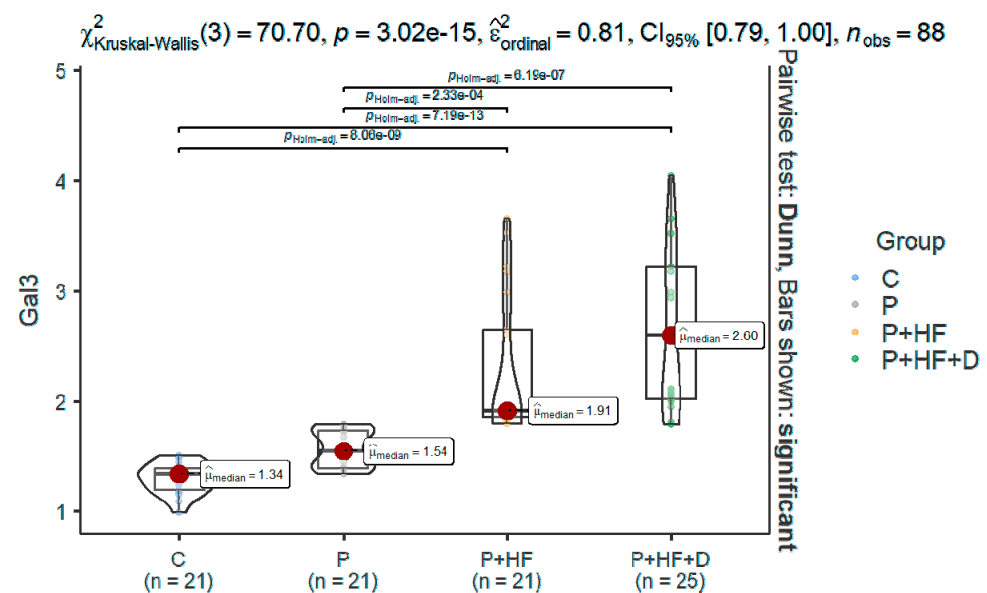 χ²Kruskal-Wallis(3) = 70.70, p = 3.02e-15, ε̂²ordinal = 0.81, CI95% [0.79, 1.00], nobs = 88
pHolm-adj. = 6.19e-07
pHolm-adj. = 2.33e-04
pHolm-adj. = 7.19e-13
pHolm-adj. = 8.06e-09
5
4
3
2
1
Gal3
μ̂median = 1.34
μ̂median = 1.54
μ̂median = 1.91
μ̂median = 2.60
C
(n = 21)
P
(n = 21)
P+HF
(n = 21)
P+HF+D
(n = 25)
Pairwise test: Dunn, Bars shown: significant
Group
C
P
P+HF
P+HF+D